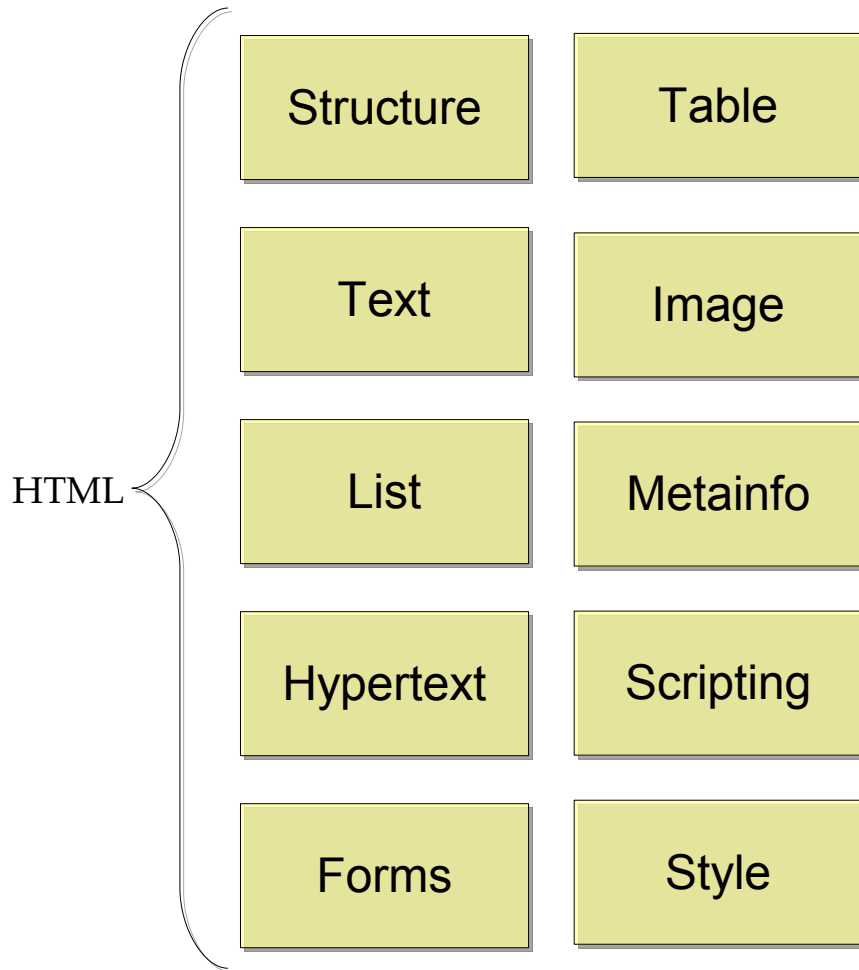 HTML
Structure
Table
Text
Image
List
Metainfo
Hypertext
Scripting
Forms
Style